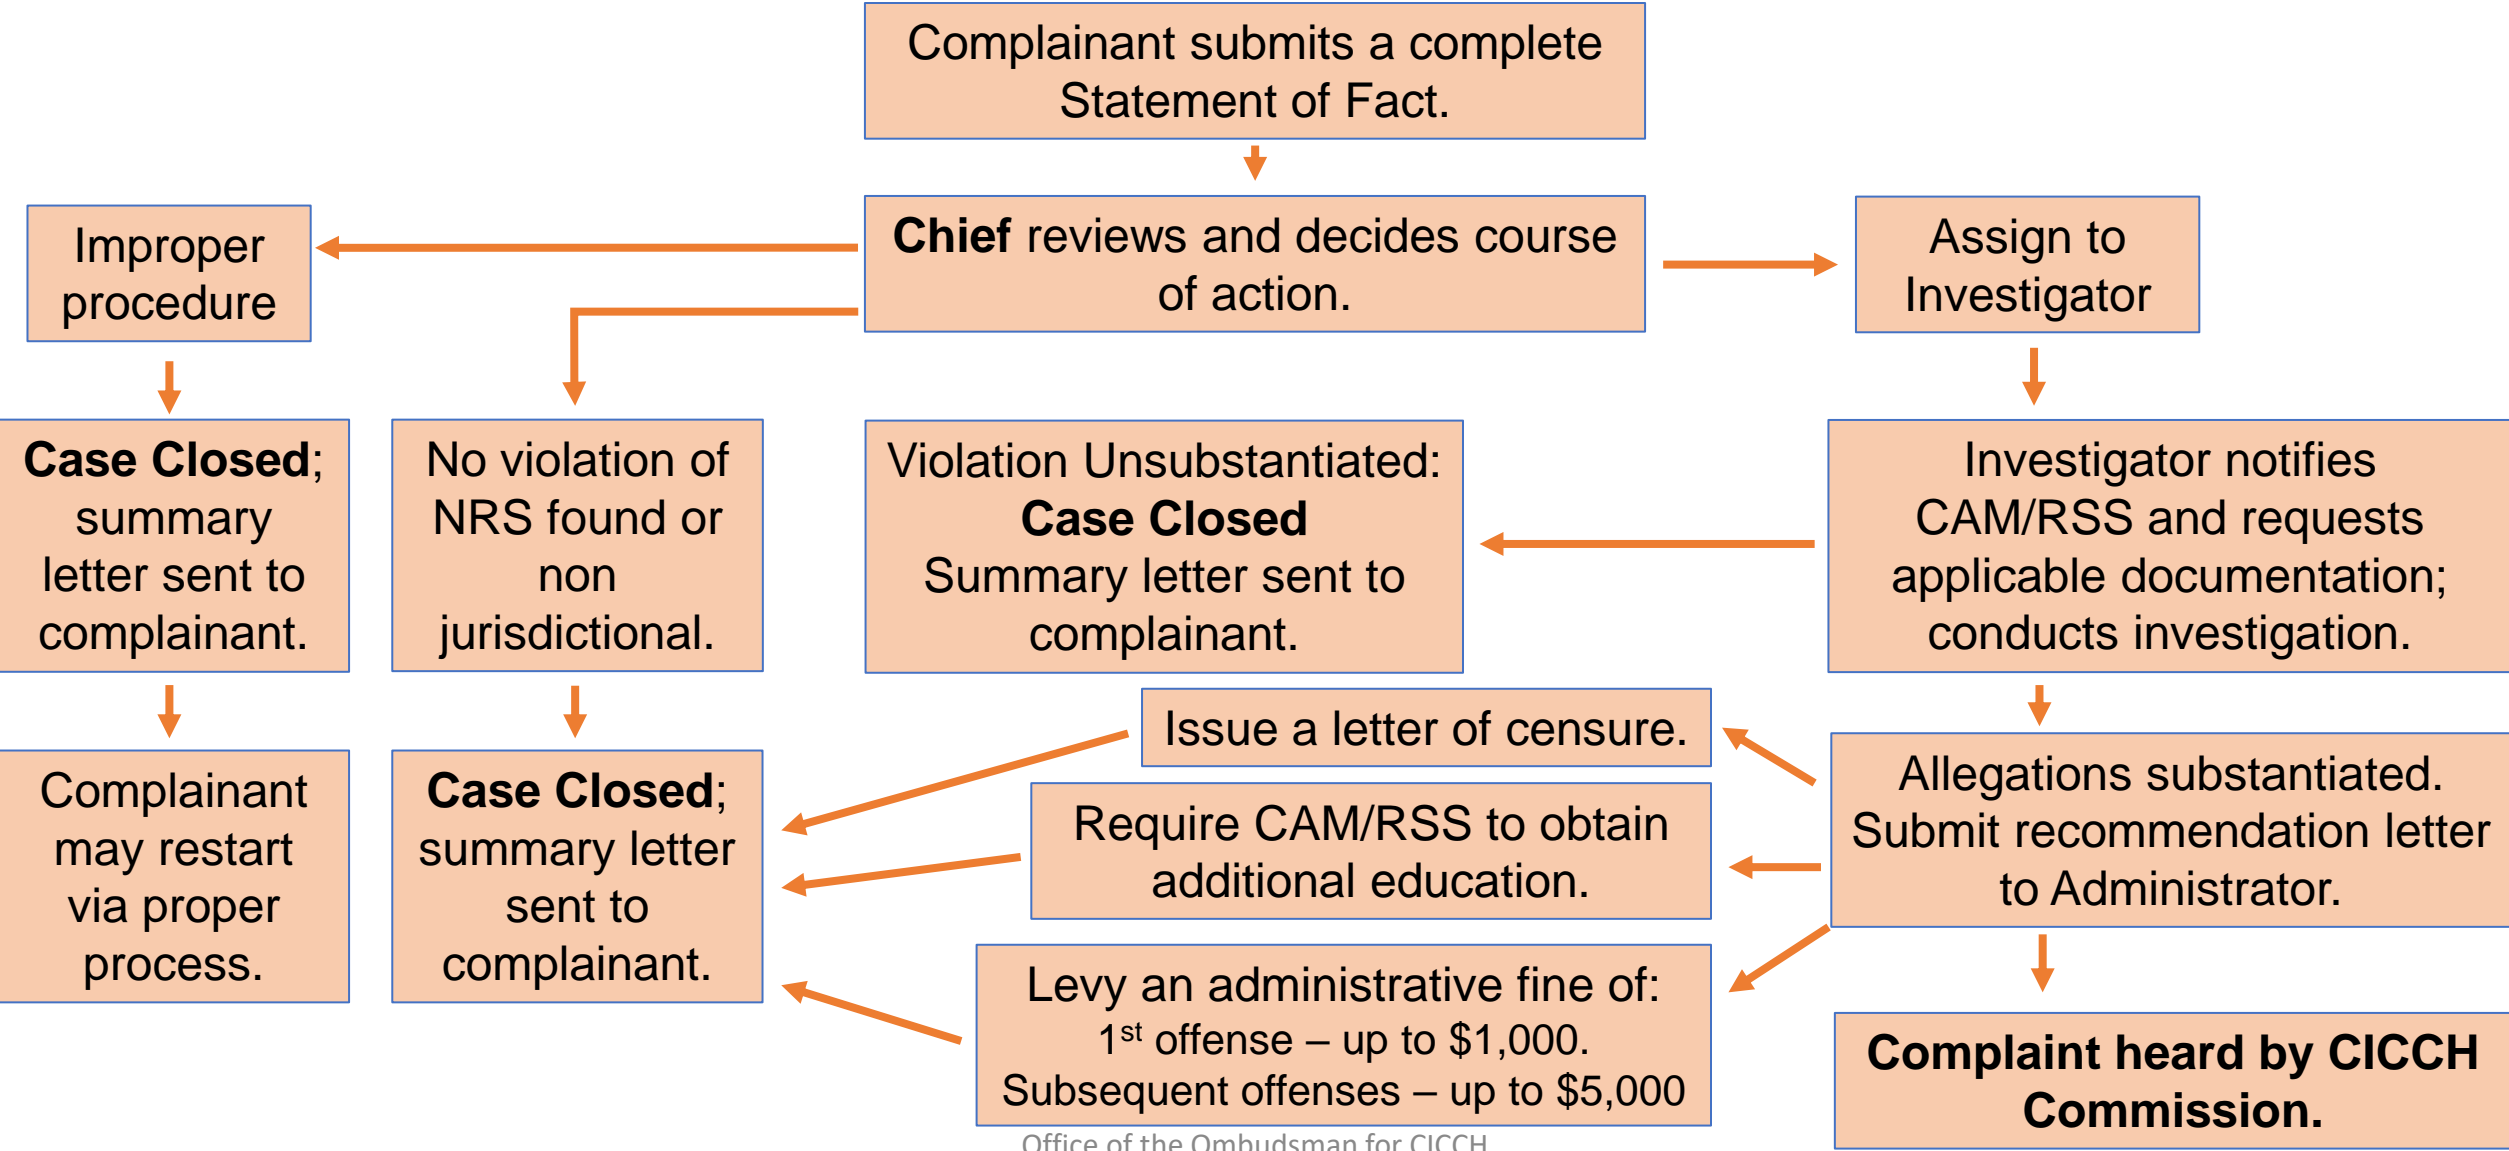 Complainant submits a complete
Statement of Fact.
Improper
procedure
Chief reviews and decides course
of action.
Assign to
Investigator
Case Closed;
summary
letter sent to
complainant.
No violation of
NRS found or
non
jurisdictional.
Violation Unsubstantiated:
Case Closed
Summary letter sent to
complainant.
Investigator notifies
CAM/RSS and requests
applicable documentation;
conducts investigation.
Complainant
may restart
via proper
process.
Case Closed;
summary letter
sent to
complainant.
Issue a letter of censure.
Require CAM/RSS to obtain
additional education.
Levy an administrative fine of:
1st offense – up to $1,000.
Subsequent offenses – up to $5,000
Allegations substantiated.
Submit recommendation letter
to Administrator.
Complaint heard by CICCH
Commission.
Office of the Ombudsman for CICCH